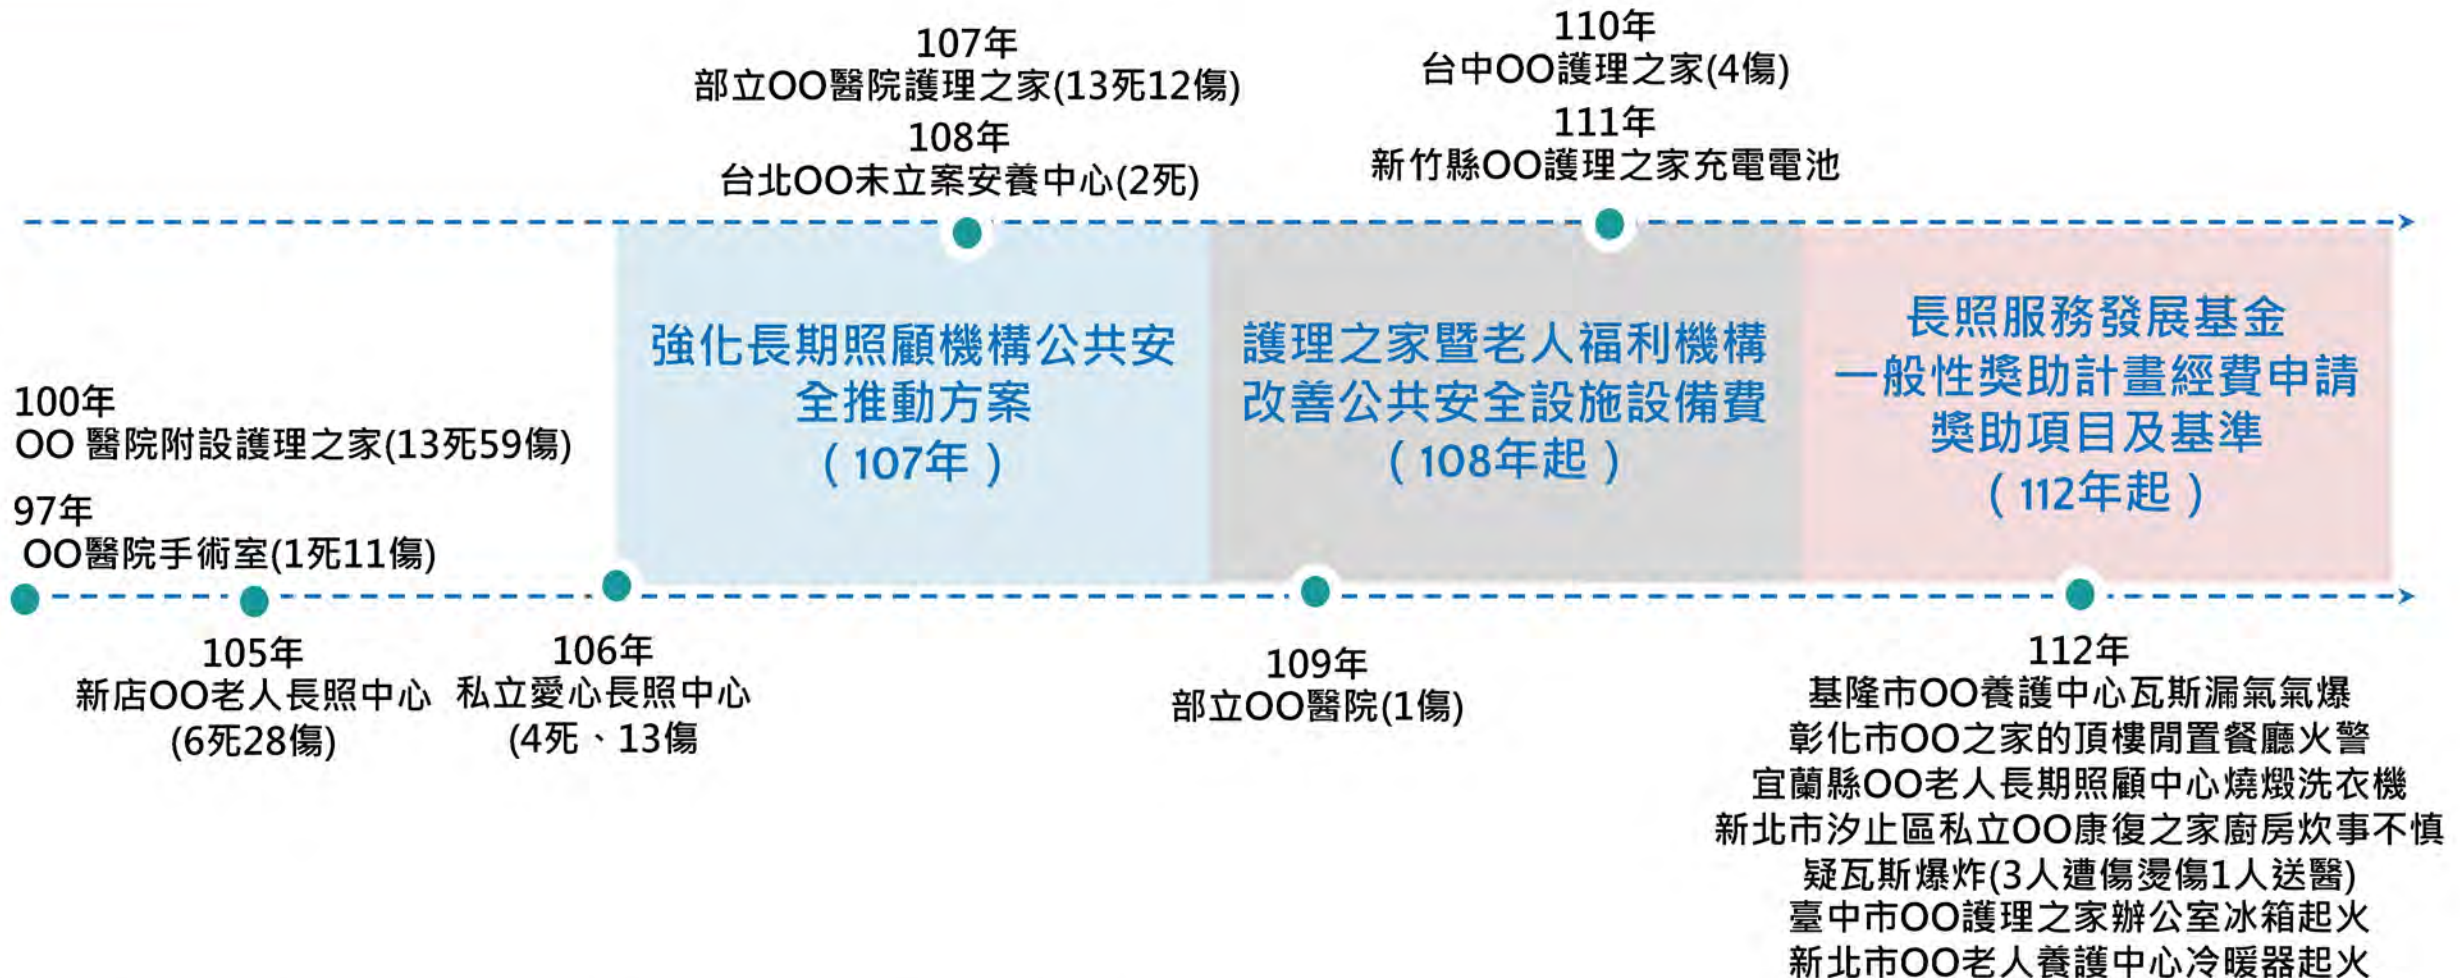 107年
部立OO醫院護理之家(13死12傷)
108年
台北OO未立案安養中心(2死)
110年
台中OO護理之家(4傷)
111年
新竹縣OO護理之家充電電池
100年
OO 醫院附設護理之家(13死59傷)
97年
OO醫院手術室(1死11傷)
強化長期照顧機構公共安
全推動方案
(107年)
護理之家暨老人福利機構
改善公共安全設施設備費
(108年起)
長照服務發展基金
一般性獎助計畫經費申請
獎助項目及基準
(112年起)
105年
新店OO老人長照中心
(6死28傷)
106年
私立愛心長照中心
(4死、13傷
109年
部立OO醫院(1傷)
112年
基隆市OO養護中心瓦斯漏氣氣爆
彰化市OO之家的頂樓閒置餐廳火警
宜蘭縣OO老人長期照顧中心燒燬洗衣機
新北市汐止區私立OO康復之家廚房炊事不慎
疑瓦斯爆炸(3人遭傷燙傷1人送醫)
臺中市OO護理之家辦公室冰箱起火
新北市OO老人養護中心冷暖器起火